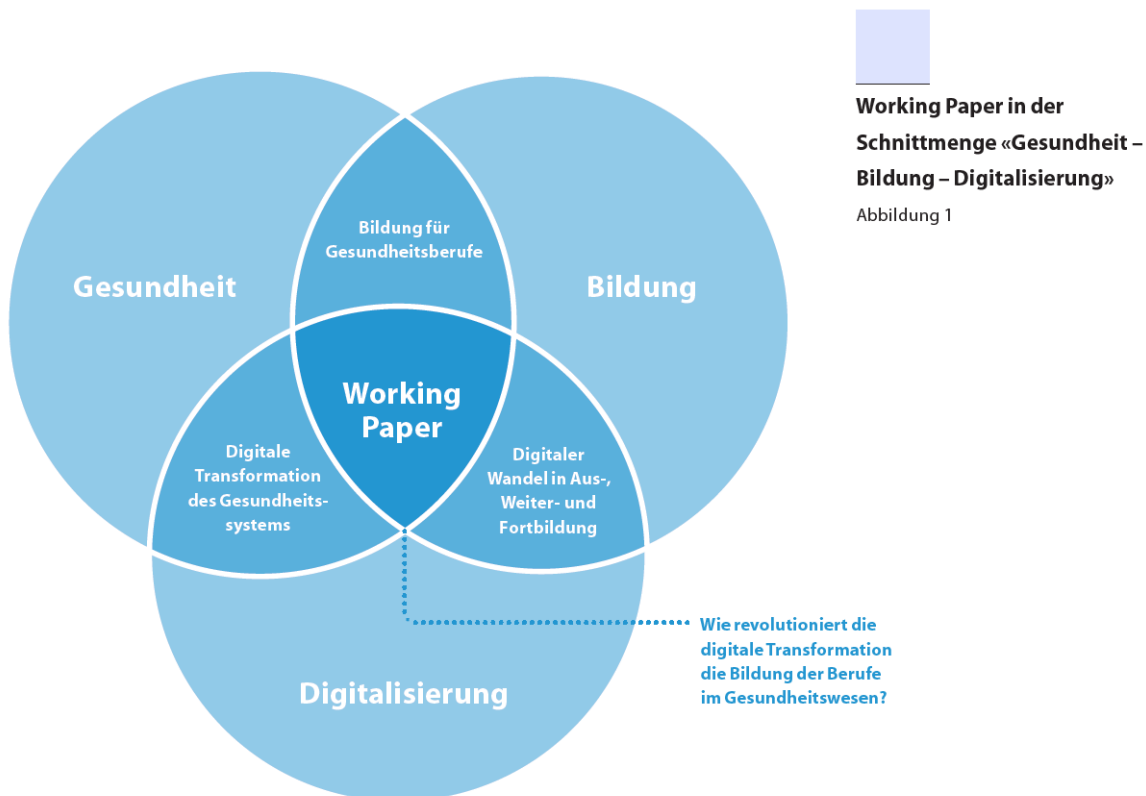 Working Paper in der
Schnittmenge «Gesundheit –
Bildung – Digitalisierung»
Abbildung 1
Bildung für
Gesundheitsberufe
Gesundheit
Bildung
Working
Paper
Digitale
Transformation
des Gesundheits-
systems
Digitaler
Wandel in Aus-,
Weiter- und
Fortbildung
Wie revolutioniert die
digitale Transformation
die Bildung der Berufe
im Gesundheitswesen?
Digitalisierung